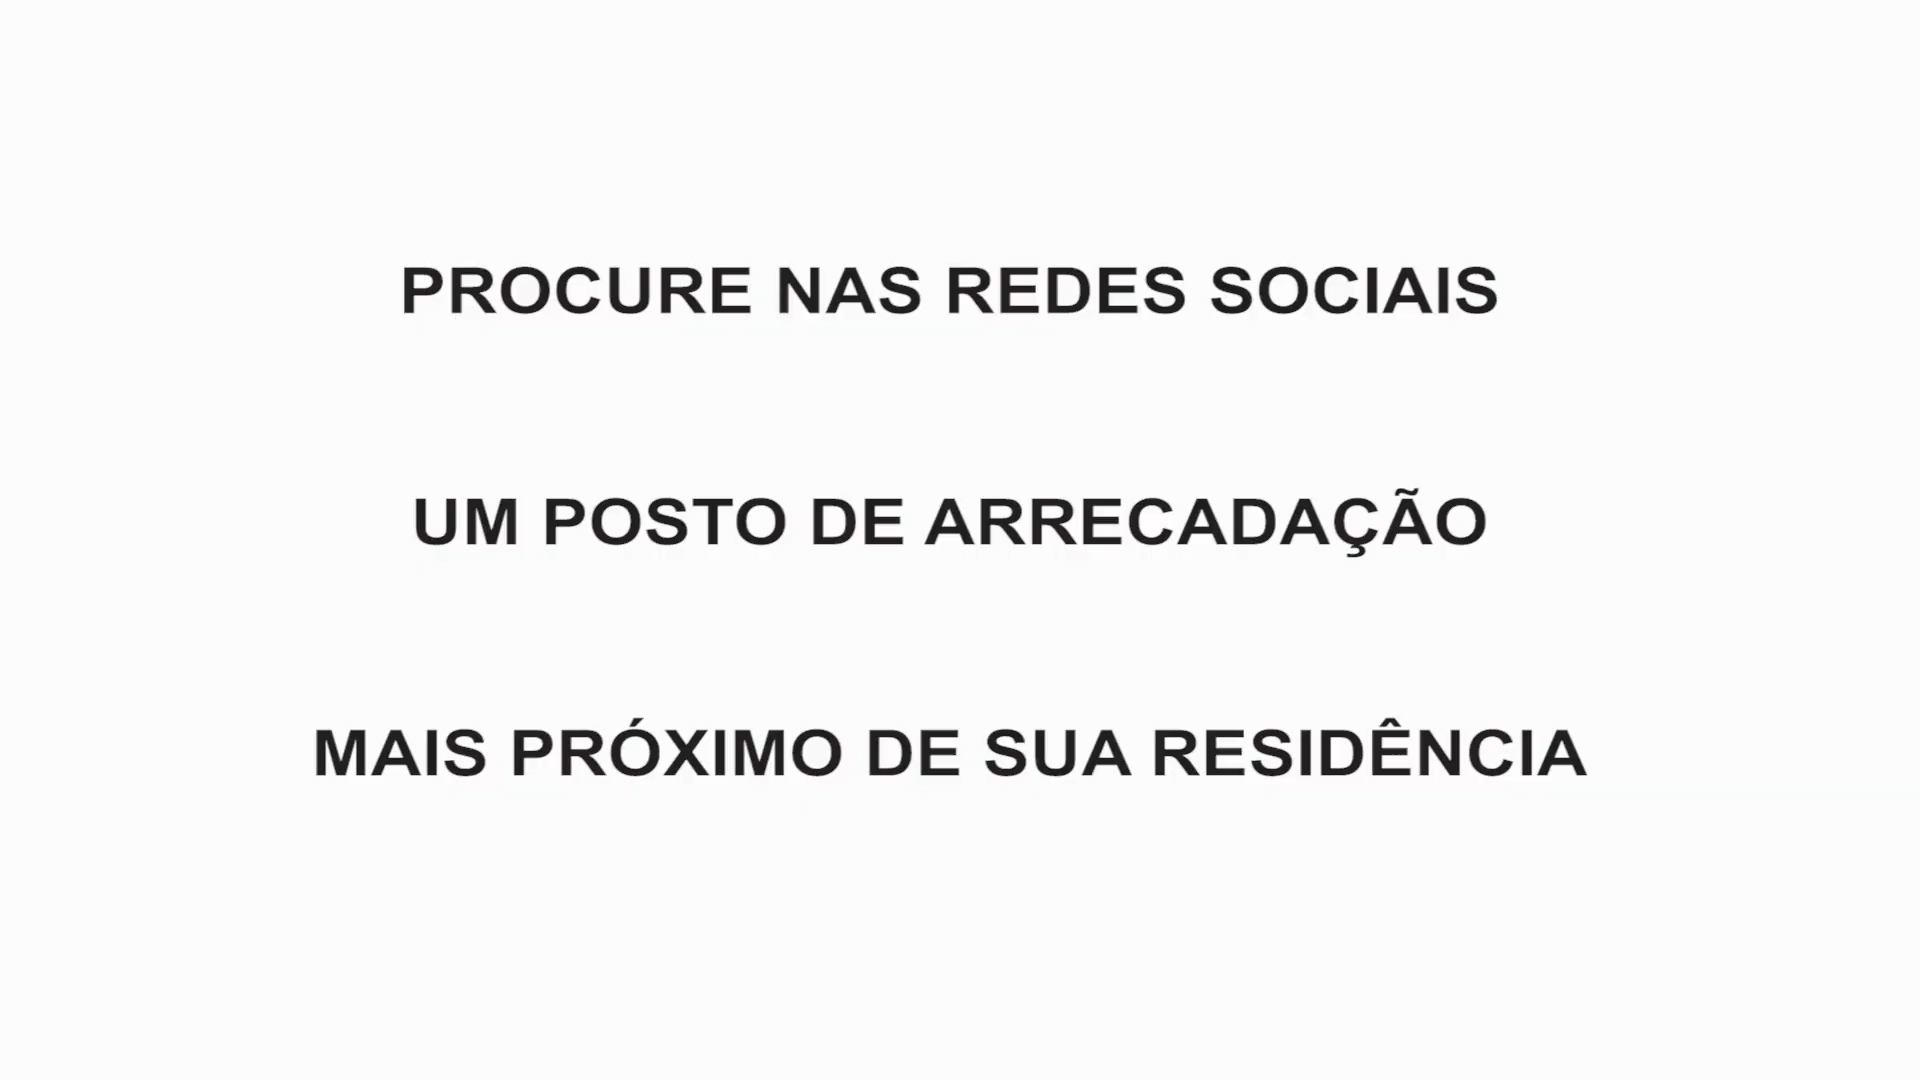 PROCURE NAS REDES SOCIAIS
UM POSTO DE ARRECADAÇÃO
MAIS PRÓXIMO DE SUA RESIDÊNCIA